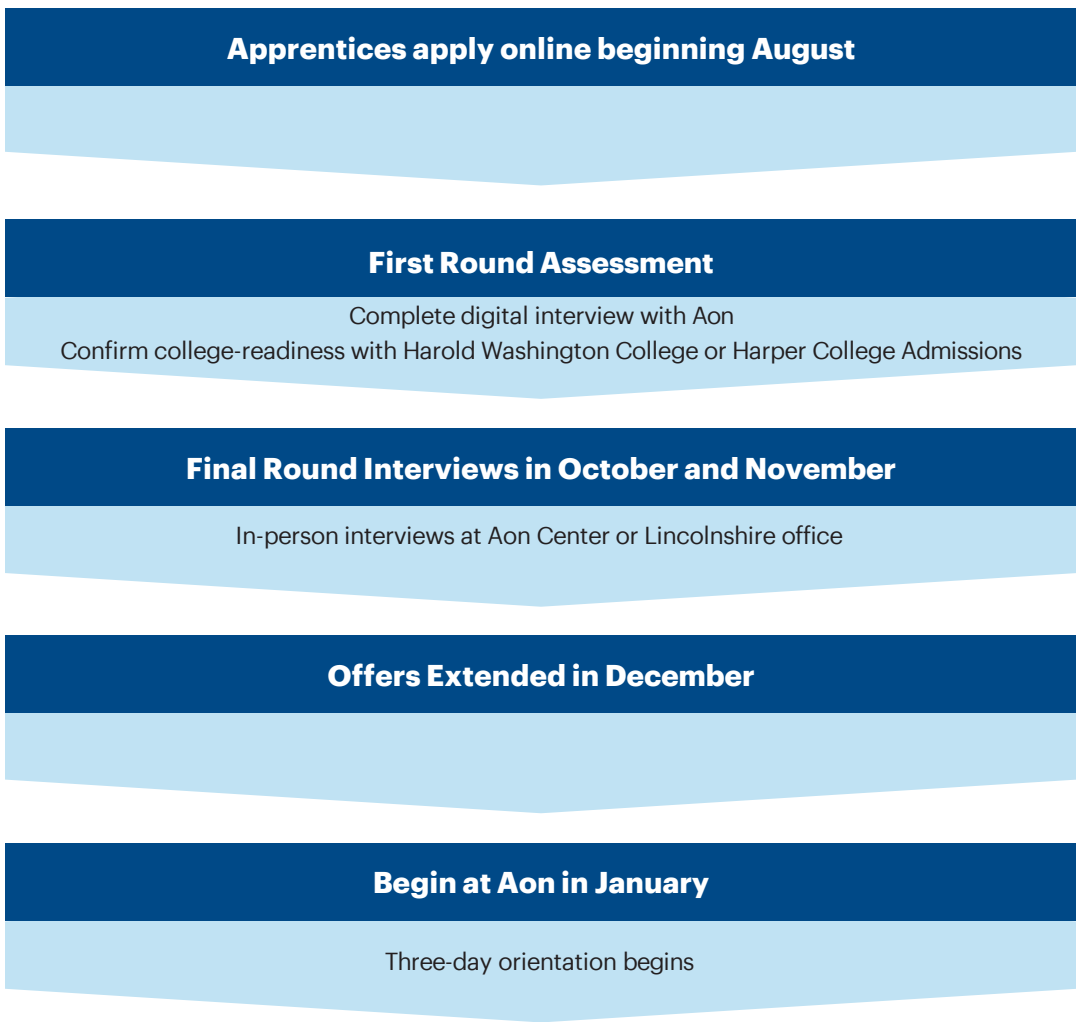 Apprentices apply online beginning August
First Round Assessment
Complete digital interview with Aon
Confirm college-readiness with Harold Washington College or Harper College Admissions
Final Round Interviews in October and November
In-person interviews at Aon Center or Lincolnshire office
Offers Extended in December
Begin at Aon in January
Three-day orientation begins